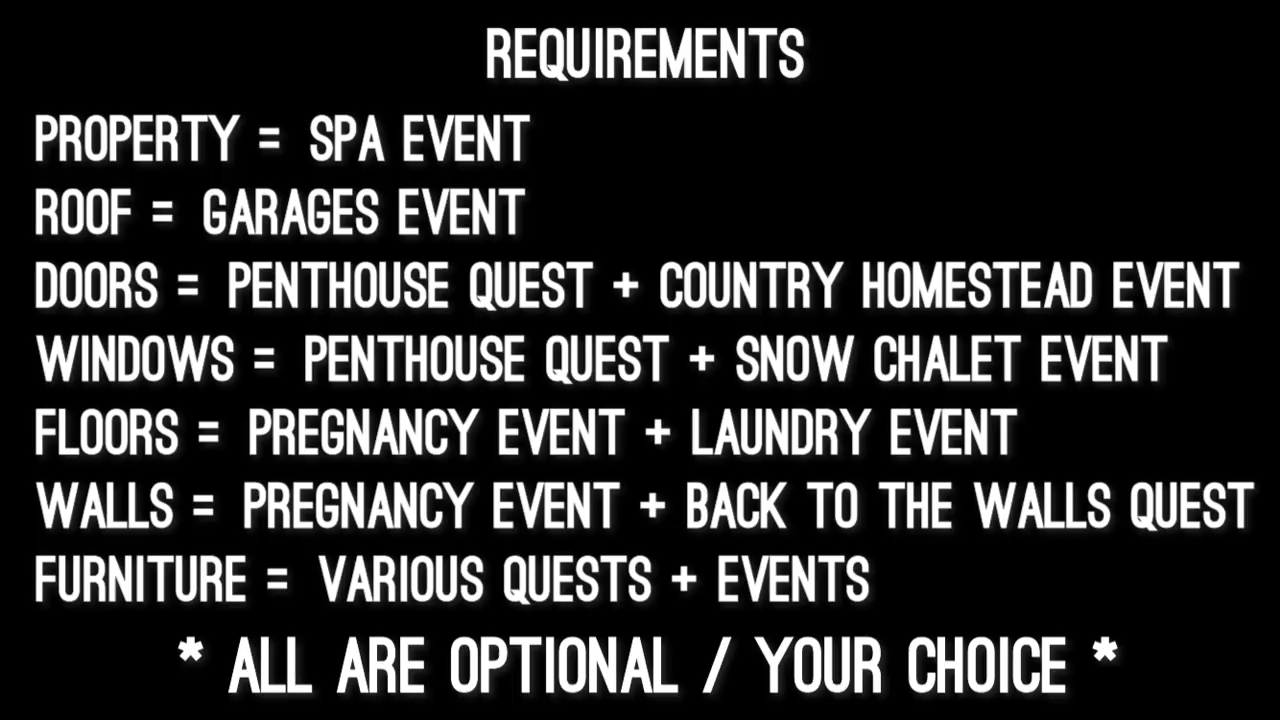 REQUIREMENTS
PROPERTY = SPA EVENT
ROOF = GARAGES EVENT
DOORS = PENTHOUSE QUEST + COUNTRY HOMESTEAD EVENT
WINDOWS = PENTHOUSE QUEST + SNOW CHALET EVENT
FLOORS = PREGNANCY EVENT + LAUNDRY EVENT
WALLS = PREGNANCY EVENT + BACK TO THE WALLS QUEST
FURNITURE = VARIOUS QUESTS + EVENTS
* ALL ARE OPTIONAL / YOUR CHOICE *